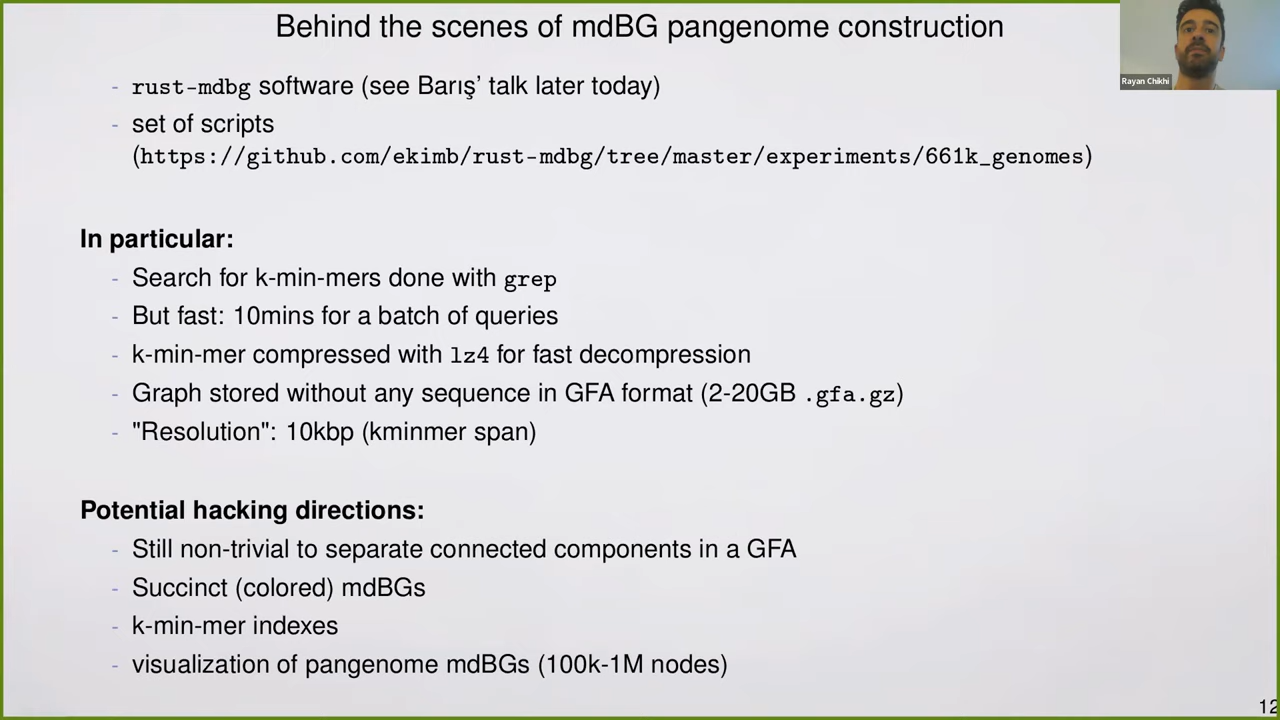 Behind the scenes of mdBG pangenome construction
Rayan Chikhi
- rust-mdbg software (see Barış' talk later today)
- set of scripts
(https://github.com/ekimb/rust-mdbg/tree/master/experiments/661k_genomes)
In particular:
- Search for k-min-mers done with grep
- But fast: 10mins for a batch of queries
- k-min-mer compressed with lz4 for fast decompression
- Graph stored without any sequence in GFA format (2-20GB .gfa.gz)
- "Resolution": 10kbp (kminmer span)
Potential hacking directions:
- Still non-trivial to separate connected components in a GFA
- Succinct (colored) mdBGs
- k-min-mer indexes
- visualization of pangenome mdBGs (100k-1M nodes)
12